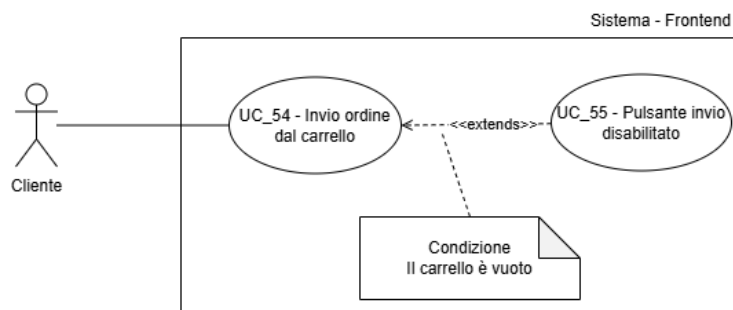 Sistema - Frontend
UC_54 - Invio ordine
dal carrello
<<extends>>
UC_55 - Pulsante invio
disabilitato
Cliente
Condizione
Il carrello è vuoto